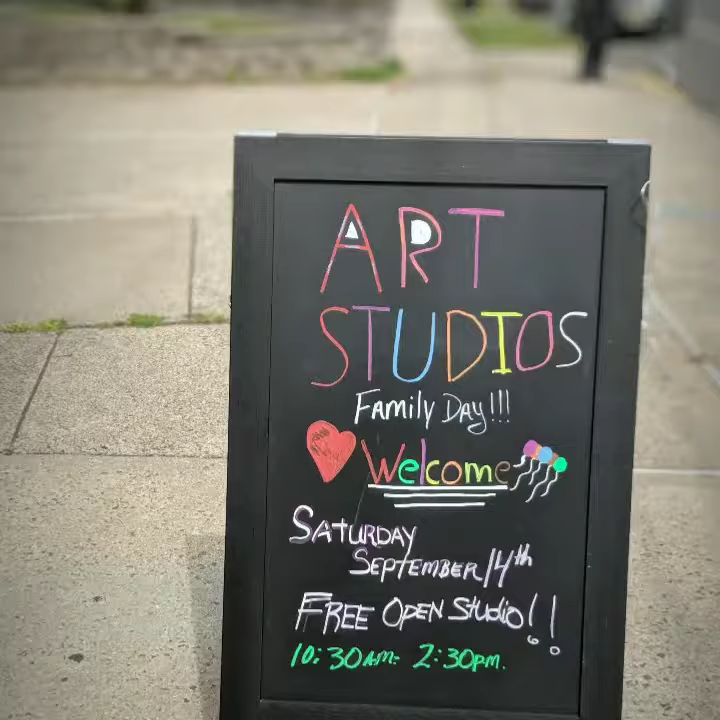 ART
STUDIOS
Family Day!!!
Welcome
SATURDAY
SEPTEMBER 14th
FREE OPEN Studio!!
10:30AM- 2:30pm.